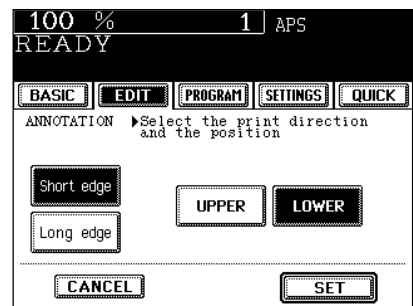 100 % 1 APS
READY
BASIC EDIT PROGRAM SETTINGS QUICK
ANNOTATION ▶Select the print direction
and the position
Short edge
UPPER LOWER
Long edge
CANCEL SET